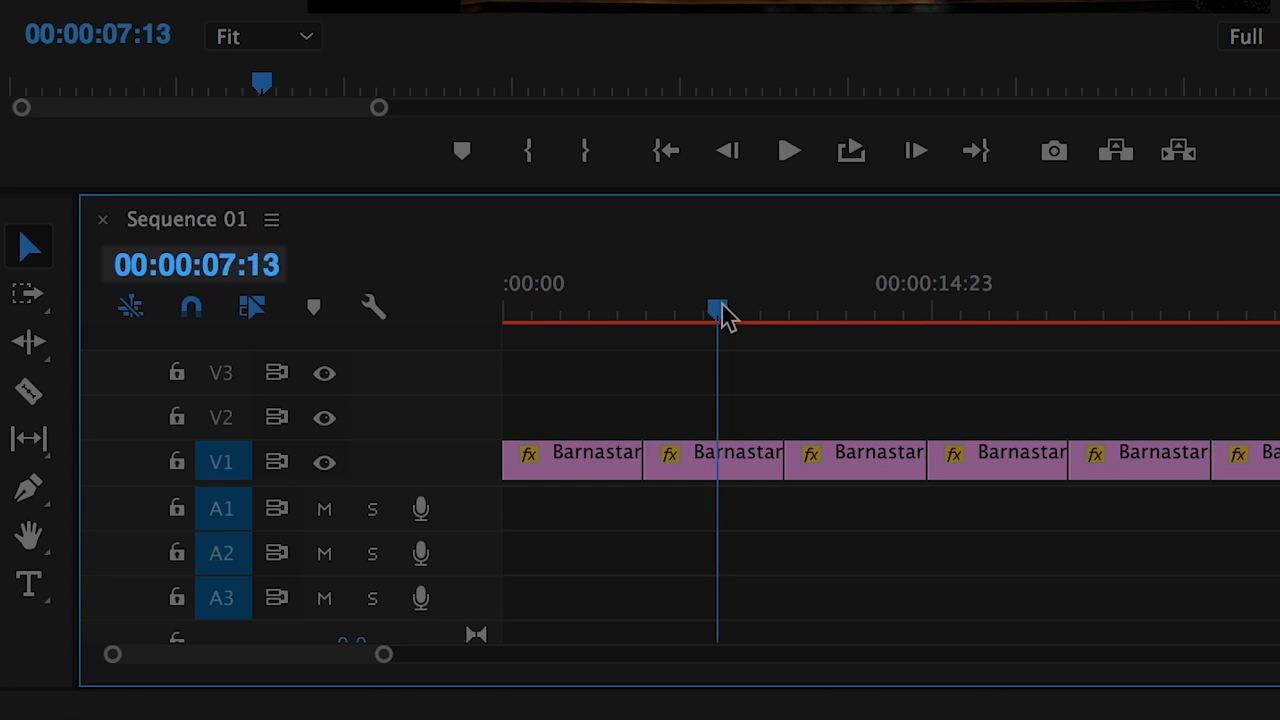 00:00:07:13
Fit
Full
Sequence 01
00:00:07:13
:00:00
00:00:14:23
V3
V2
V1
fx Barnastar
fx Barnastar
fx Barnastar
fx Barnastar
fx Barnastar
fx Ba
A1 M S
A2 M S
A3 M S